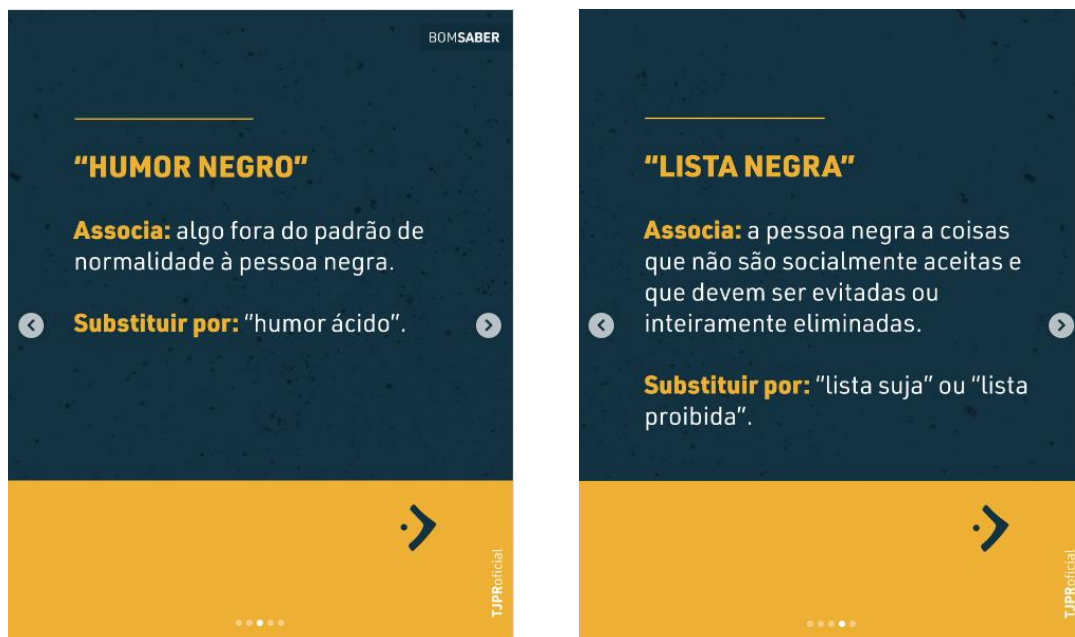 BOMSABER
"HUMOR NEGRO"
Associa: algo fora do padrão de
normalidade à pessoa negra.
Substituir por: "humor ácido".
TJPRoficial
"LISTA NEGRA"
Associa: a pessoa negra a coisas
que não são socialmente aceitas e
que devem ser evitadas ou
inteiramente eliminadas.
Substituir por: "lista suja" ou "lista
proibida".
TJPRoficial